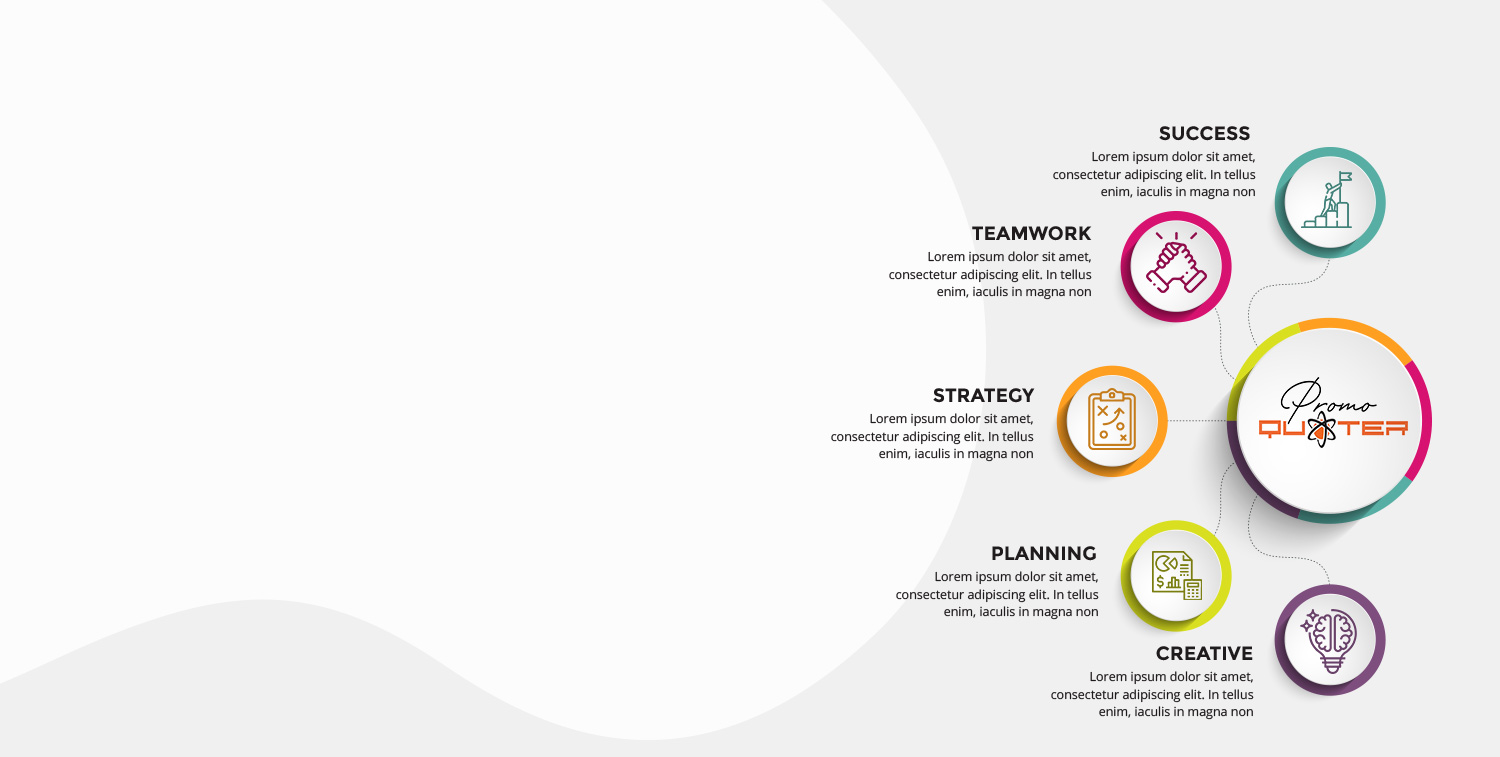 SUCCESS
Lorem ipsum dolor sit amet,
consectetur adipiscing elit. In tellus
enim, iaculis in magna non
TEAMWORK
Lorem ipsum dolor sit amet,
consectetur adipiscing elit. In tellus
enim, iaculis in magna non
STRATEGY
Lorem ipsum dolor sit amet,
consectetur adipiscing elit. In tellus
enim, iaculis in magna non
Promo
QUOTER
PLANNING
Lorem ipsum dolor sit amet,
consectetur adipiscing elit. In tellus
enim, iaculis in magna non
$
CREATIVE
Lorem ipsum dolor sit amet,
consectetur adipiscing elit. In tellus
enim, iaculis in magna non